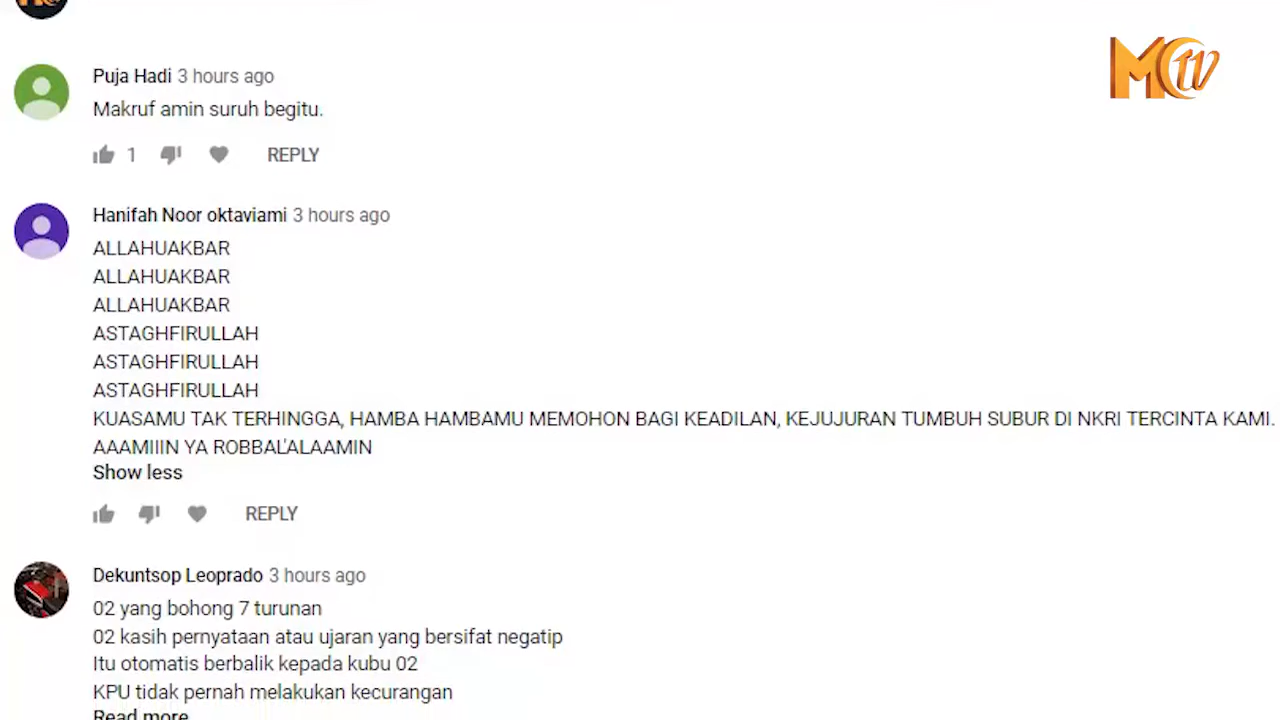 MC
MCtv
Puja Hadi 3 hours ago
Makruf amin suruh begitu.
1 REPLY
Hanifah Noor oktaviami 3 hours ago
ALLAHUAKBAR
ALLAHUAKBAR
ALLAHUAKBAR
ASTAGHFIRULLAH
ASTAGHFIRULLAH
ASTAGHFIRULLAH
KUASAMU TAK TERHINGGA, HAMBA HAMBAMU MEMOHON BAGI KEADILAN, KEJUJURAN TUMBUH SUBUR DI NKRI TERCINTA KAMI.
AAAMIIIN YA ROBBAL'ALAAMIN
Show less
REPLY
Dekuntsop Leoprado 3 hours ago
02 yang bohong 7 turunan
02 kasih pernyataan atau ujaran yang bersifat negatip
Itu otomatis berbalik kepada kubu 02
KPU tidak pernah melakukan kecurangan
Read more